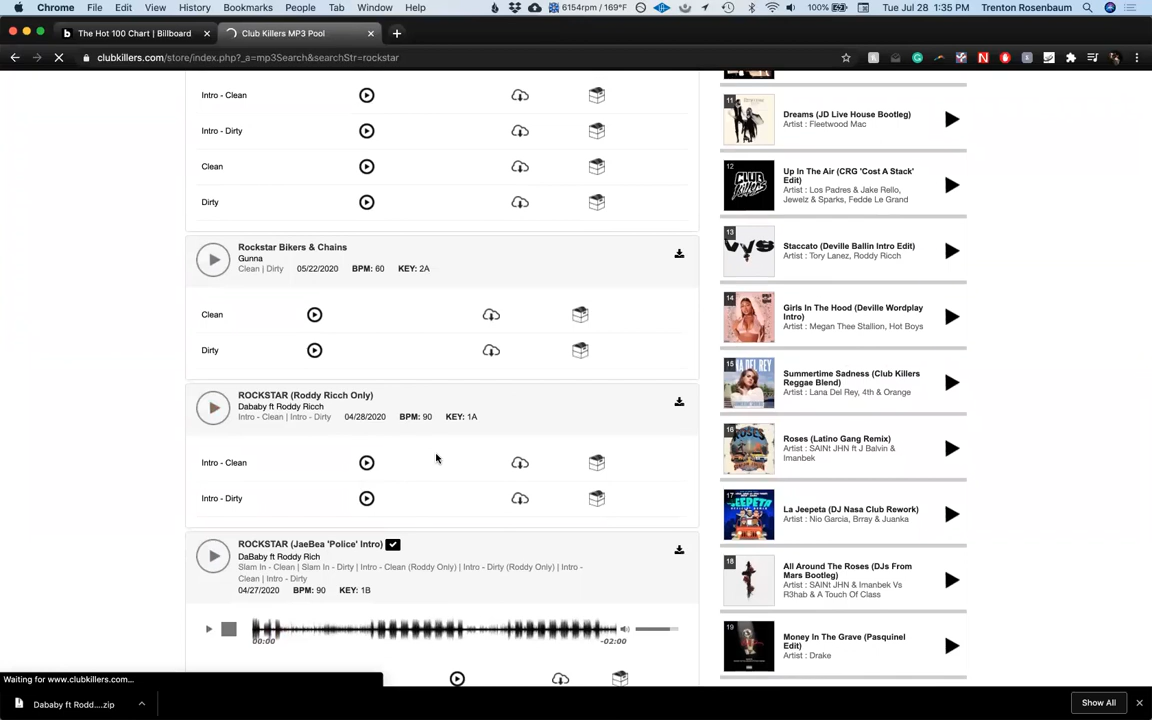 Chrome File Edit View History Bookmarks People Tab Window Help 6154rpm / 169°F 100% Tue Jul 28 1:35 PM Trenton Rosenbaum
The Hot 100 Chart | Billboard
Club Killers MP3 Pool
clubkillers.com/store/index.php?_a=mp3Search&searchStr=rockstar
Intro - Clean
Intro - Dirty
Clean
Dirty
Rockstar Bikers & Chains
Gunna
Clean | Dirty 05/22/2020 BPM: 60 KEY: 2A
Clean
Dirty
ROCKSTAR (Roddy Ricch Only)
Dababy ft Roddy Ricch
Intro - Clean | Intro - Dirty 04/28/2020 BPM: 90 KEY: 1A
Intro - Clean
Intro - Dirty
ROCKSTAR (JaeBea 'Police' Intro)
DaBaby ft Roddy Rich
Slam In - Clean | Slam In - Dirty | Intro - Clean (Roddy Only) | Intro - Dirty (Roddy Only) | Intro -
Clean | Intro - Dirty
04/27/2020 BPM: 90 KEY: 1B
00:00 -02:00
11
Dreams (JD Live House Bootleg)
Artist : Fleetwood Mac
12
CLUB
Up In The Air (CRG 'Cost A Stack'
Edit)
Artist : Los Padres & Jake Rello,
Jewelz & Sparks, Fedde Le Grand
13
Staccato (Deville Ballin Intro Edit)
Artist : Tory Lanez, Roddy Ricch
14
Girls In The Hood (Deville Wordplay
Intro)
Artist : Megan Thee Stallion, Hot Boys
15
DEL REY
Summertime Sadness (Club Killers
Reggae Blend)
Artist : Lana Del Rey, 4th & Orange
16
ROSES
Roses (Latino Gang Remix)
Artist : SAINt JHN ft J Balvin &
Imanbek
17
JEEPETA
La Jeepeta (DJ Nasa Club Rework)
Artist : Nio Garcia, Brray & Juanka
18
All Around The Roses (DJs From
Mars Bootleg)
Artist : SAINt JHN & Imanbek Vs
R3hab & A Touch Of Class
19
Money In The Grave (Pasquinel
Edit)
Artist : Drake
Waiting for www.clubkillers.com...
Dababy ft Rodd....zip
Show All